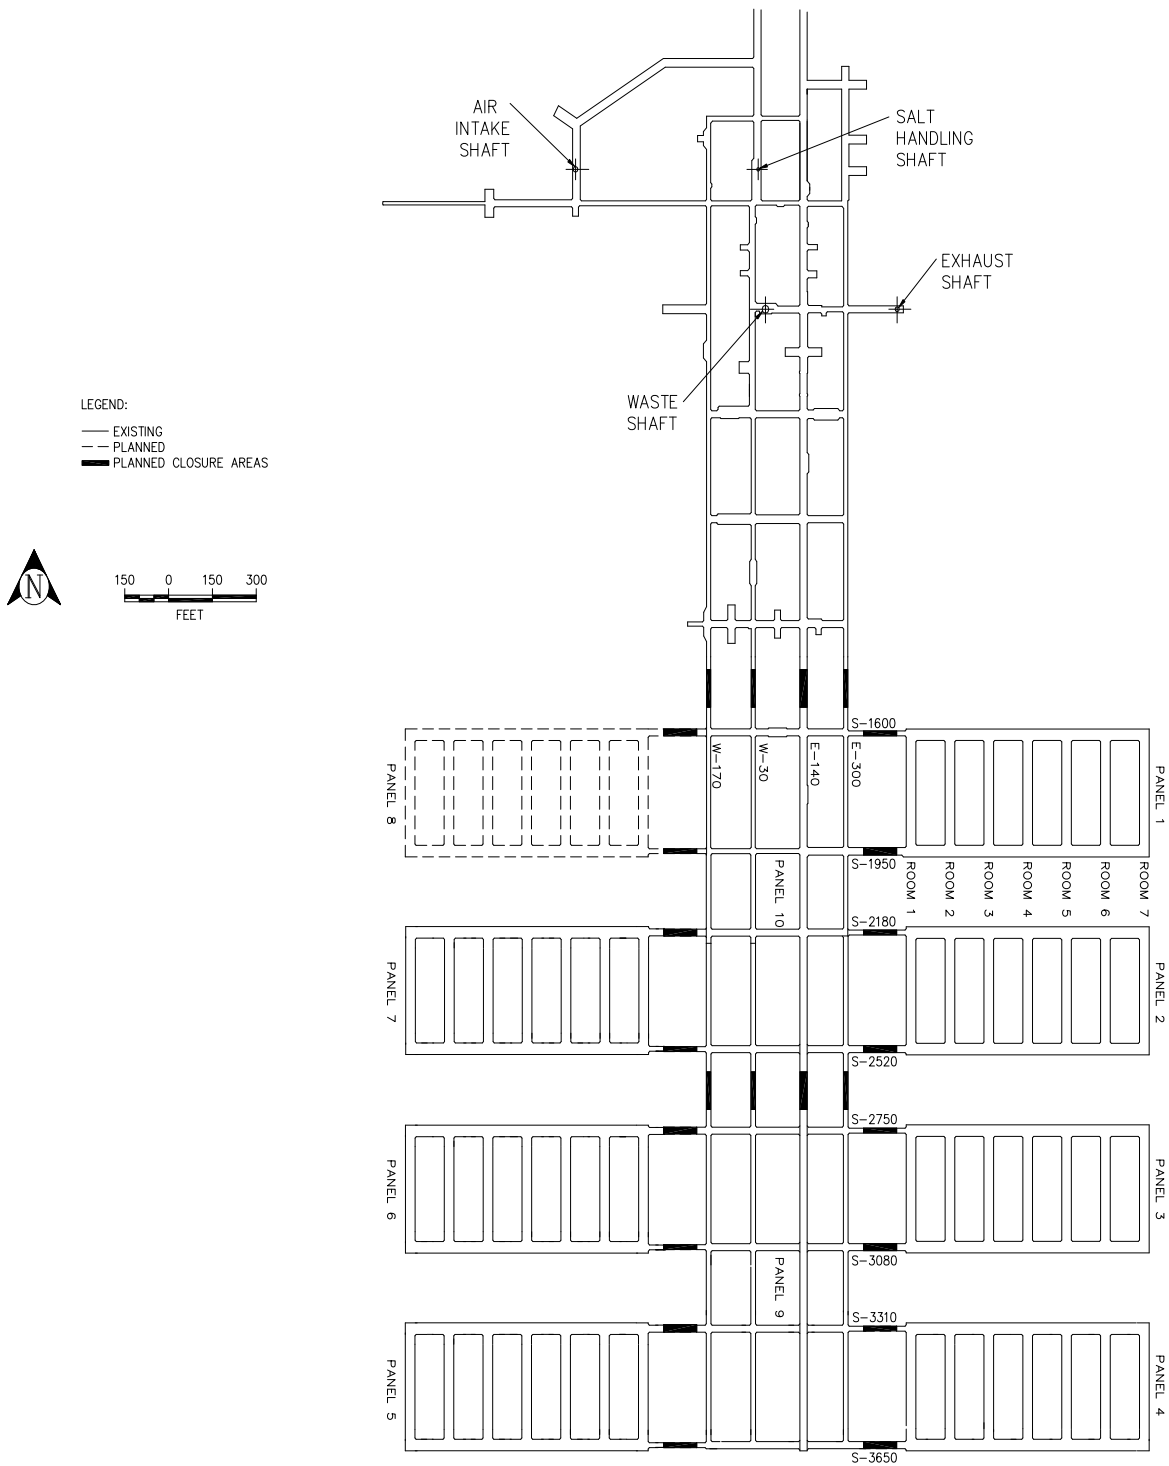 AIR
INTAKE
SHAFT
SALT
HANDLING
SHAFT
EXHAUST
SHAFT
WASTE
SHAFT
LEGEND:
EXISTING
PLANNED
PLANNED CLOSURE AREAS
N
150 0 150 300
FEET
S-1600
W-170
W-30
E-140
E-300
PANEL 8
PANEL 1
S-1950
PANEL 10
ROOM 1
ROOM 2
ROOM 3
ROOM 4
ROOM 5
ROOM 6
ROOM 7
S-2180
PANEL 7
PANEL 2
S-2520
S-2750
PANEL 6
PANEL 3
S-3080
PANEL 9
S-3310
PANEL 5
PANEL 4
S-3650